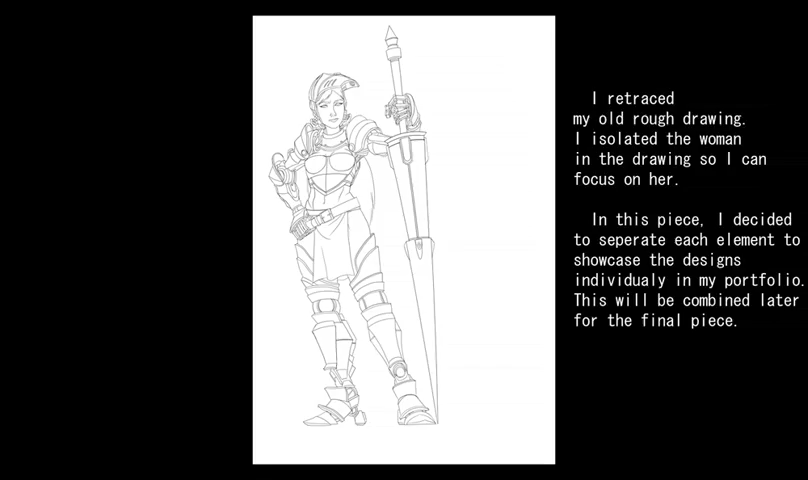 I retraced
my old rough drawing.
I isolated the woman
in the drawing so I can
focus on her.
In this piece, I decided
to seperate each element to
showcase the designs
individualy in my portfolio.
This will be combined later
for the final piece.